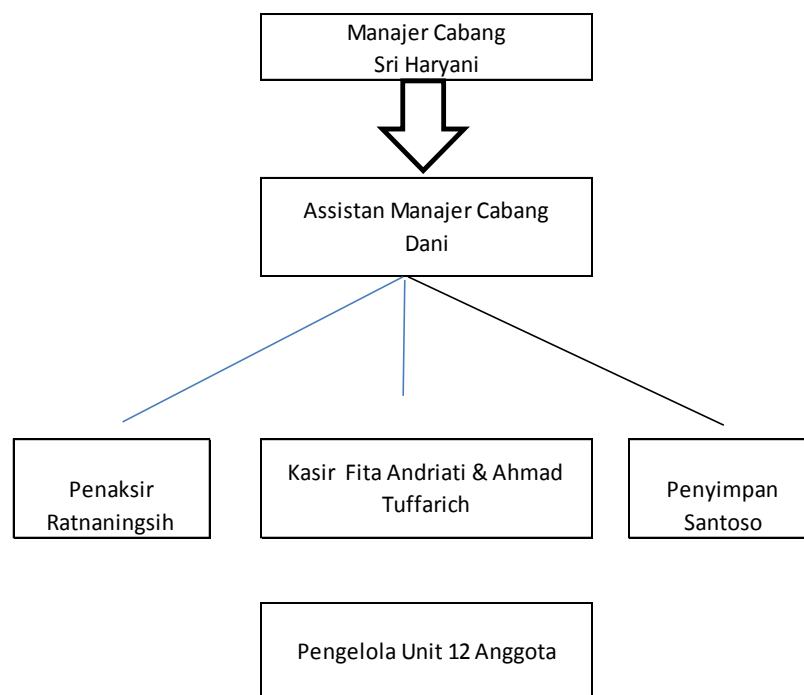 Manajer Cabang
Sri Haryani
Assistan Manajer Cabang
Dani
Penaksir
Ratnaningsih
Kasir  Fita Andriati & Ahmad
Tuffarich
Penyimpan
Santoso
Pengelola Unit 12 Anggota